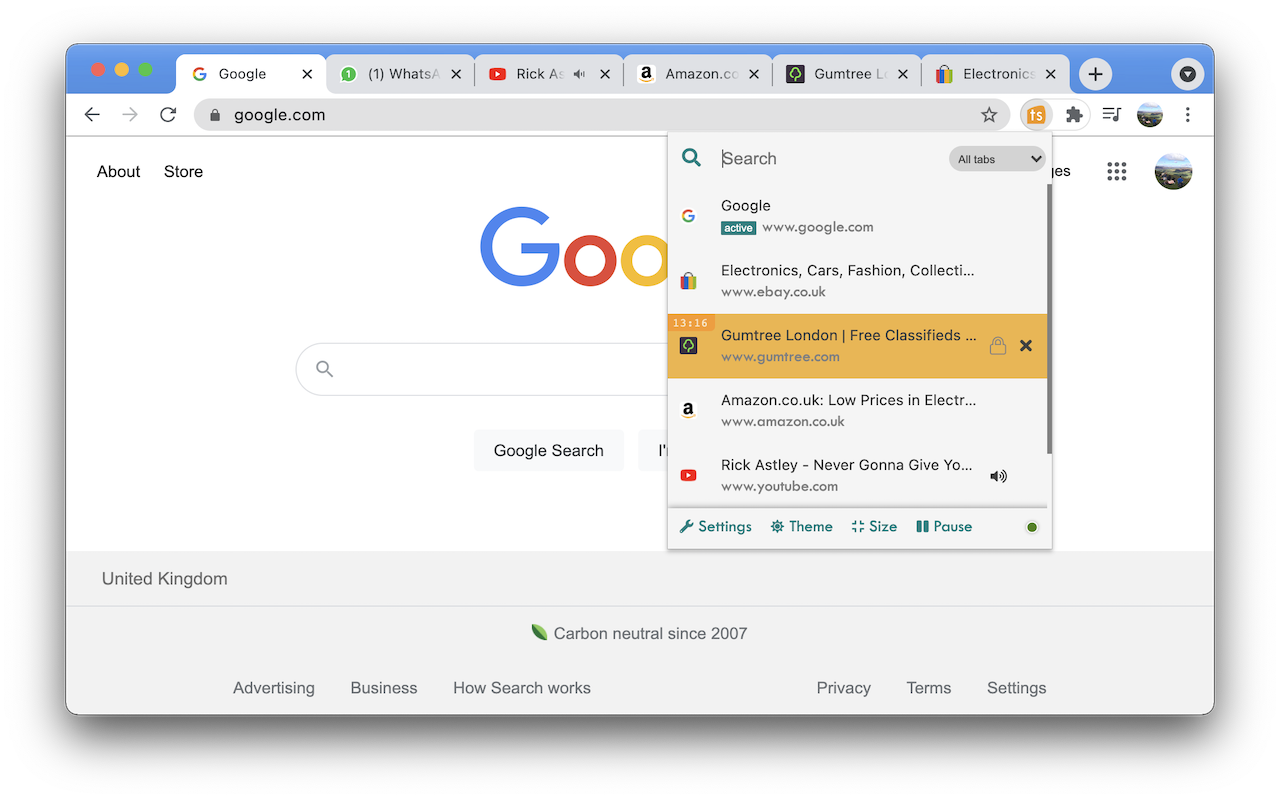 Google
(1) WhatsA
Rick As
Amazon.co
Gumtree Lo
Electronics
google.com
ts
About Store
Search
All tabs
Google
active www.google.com
Electronics, Cars, Fashion, Collecti...
www.ebay.co.uk
13:16
Gumtree London | Free Classifieds ...
www.gumtree.com
Amazon.co.uk: Low Prices in Electr...
www.amazon.co.uk
Rick Astley - Never Gonna Give Yo...
www.youtube.com
Settings Theme Size Pause
Goo
Google Search I'
United Kingdom
Carbon neutral since 2007
Advertising Business How Search works Privacy Terms Settings